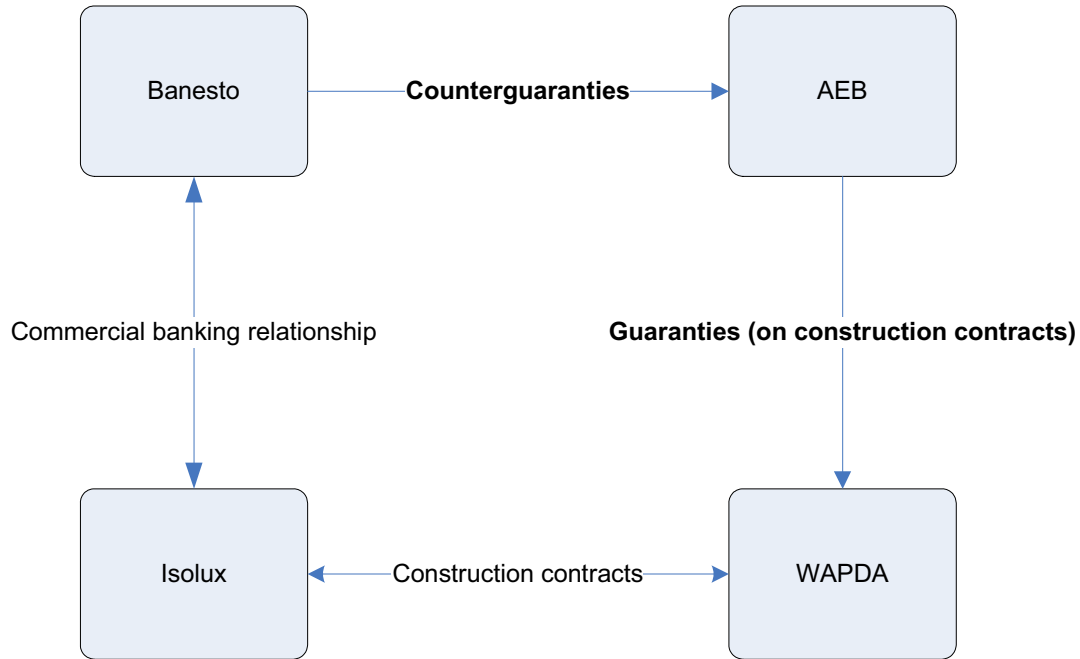 Banesto
Counterguaranties
AEB
Commercial banking relationship
Guaranties (on construction contracts)
Isolux
Construction contracts
WAPDA